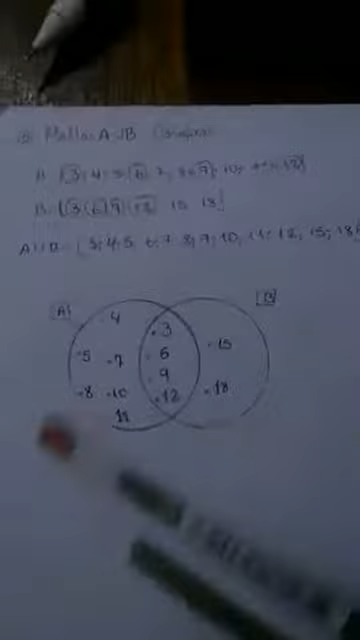 A∪B
A {3; 4; 5; 6; 7; 8; 9; 10; 11; 12}
B {3 6 9 12 15 18}
A∪B = {3; 4; 5 6; 7 8; 9; 10; 11; 12, 15; 18}
A B
4
3
5 7 6 15
9
8 10 12 18
11